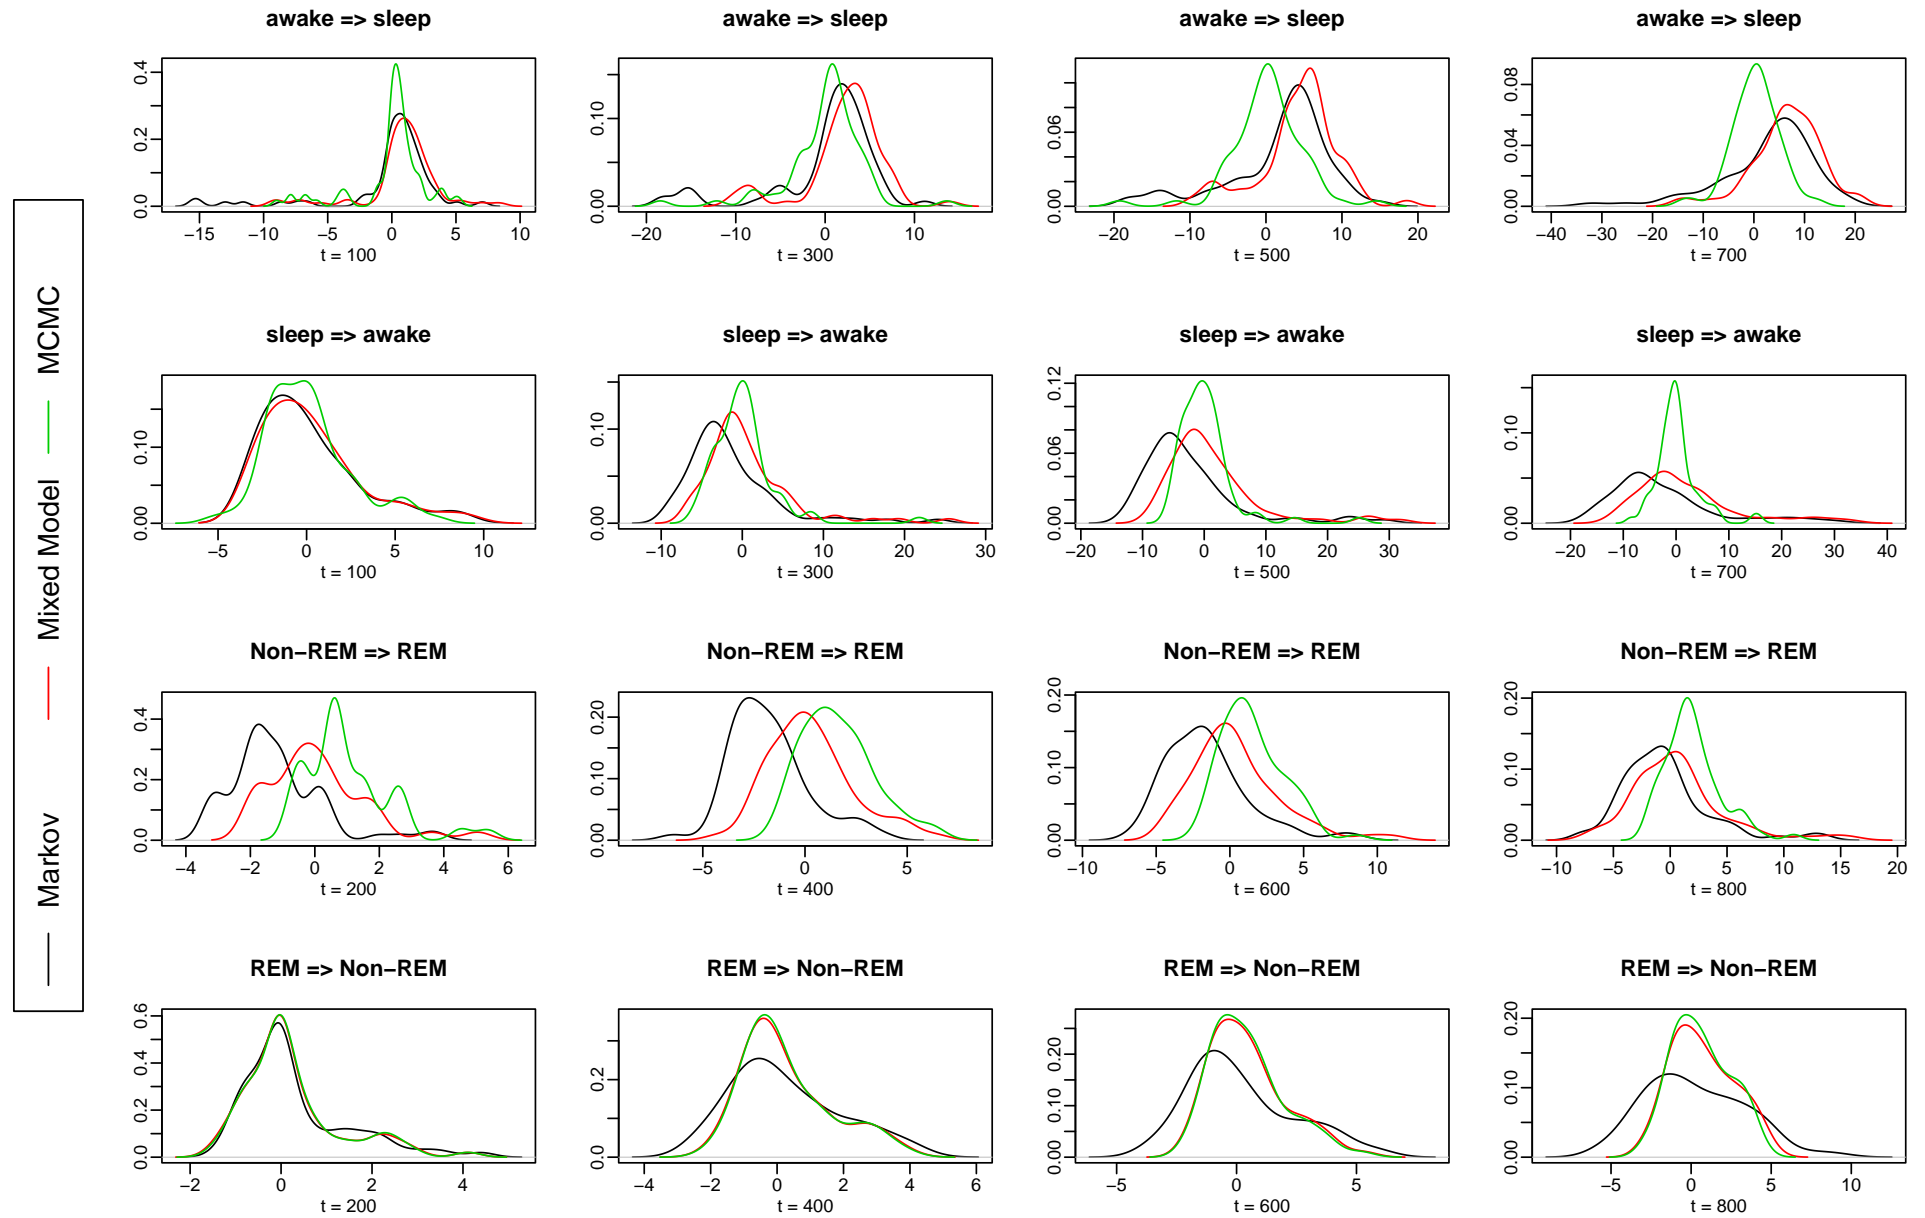 Markov — Mixed Model — MCMC
awake => sleep awake => sleep awake => sleep awake => sleep
0.0 0.2 0.4 0.00 0.10 0.00 0.06 0.00 0.04 0.08
−15 −10 −5 0 5 10 −20 −10 0 10 −20 −10 0 10 20 −40 −30 −20 −10 0 10 20
t = 100 t = 300 t = 500 t = 700
sleep => awake sleep => awake sleep => awake sleep => awake
0.00 0.10 0.00 0.10 0.00 0.06 0.12 0.00 0.10
−5 0 5 10 −10 0 10 20 30 −20 −10 0 10 20 30 −20 −10 0 10 20 30 40
t = 100 t = 300 t = 500 t = 700
Non−REM => REM Non−REM => REM Non−REM => REM Non−REM => REM
0.0 0.2 0.4 0.00 0.10 0.20 0.00 0.10 0.20 0.00 0.10 0.20
−4 −2 0 2 4 6 −5 0 5 −10 −5 0 5 10 −10 −5 0 5 10 15 20
t = 200 t = 400 t = 600 t = 800
REM => Non−REM REM => Non−REM REM => Non−REM REM => Non−REM
0.0 0.2 0.4 0.6 0.0 0.2 0.00 0.10 0.20 0.00 0.10 0.20
−2 0 2 4 −4 −2 0 2 4 6 −5 0 5 −5 0 5 10
t = 200 t = 400 t = 600 t = 800